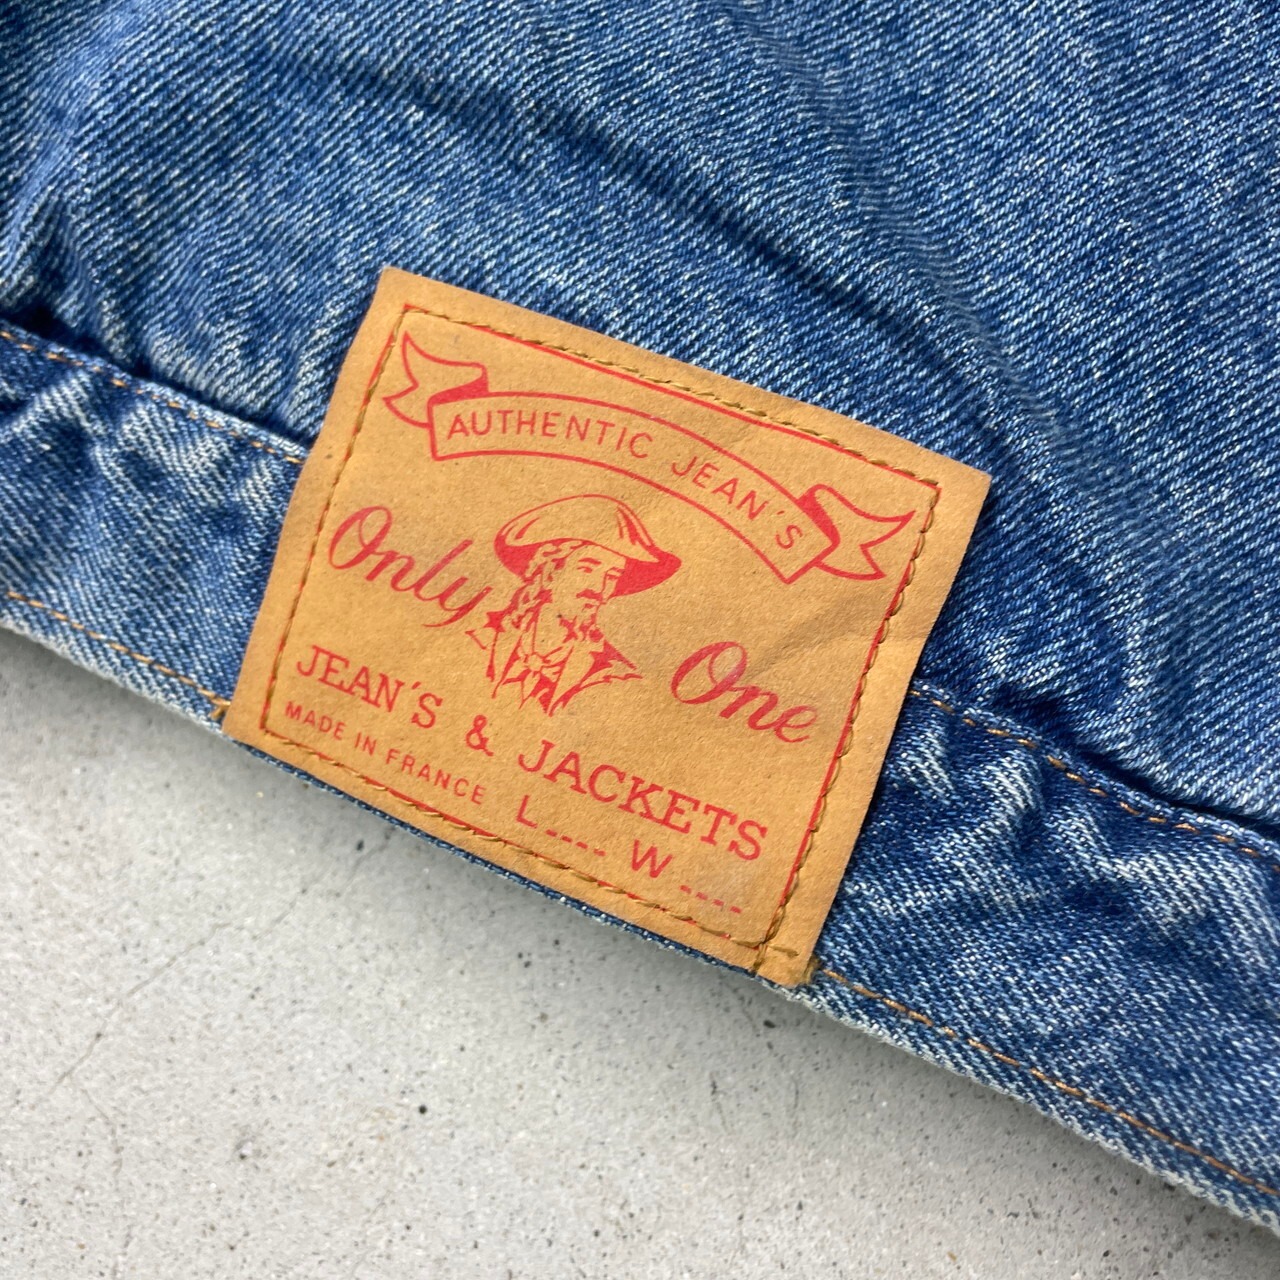 AUTHENTIC JEAN'S
Only One
JEAN'S & JACKETS
MADE IN FRANCE L---- W----